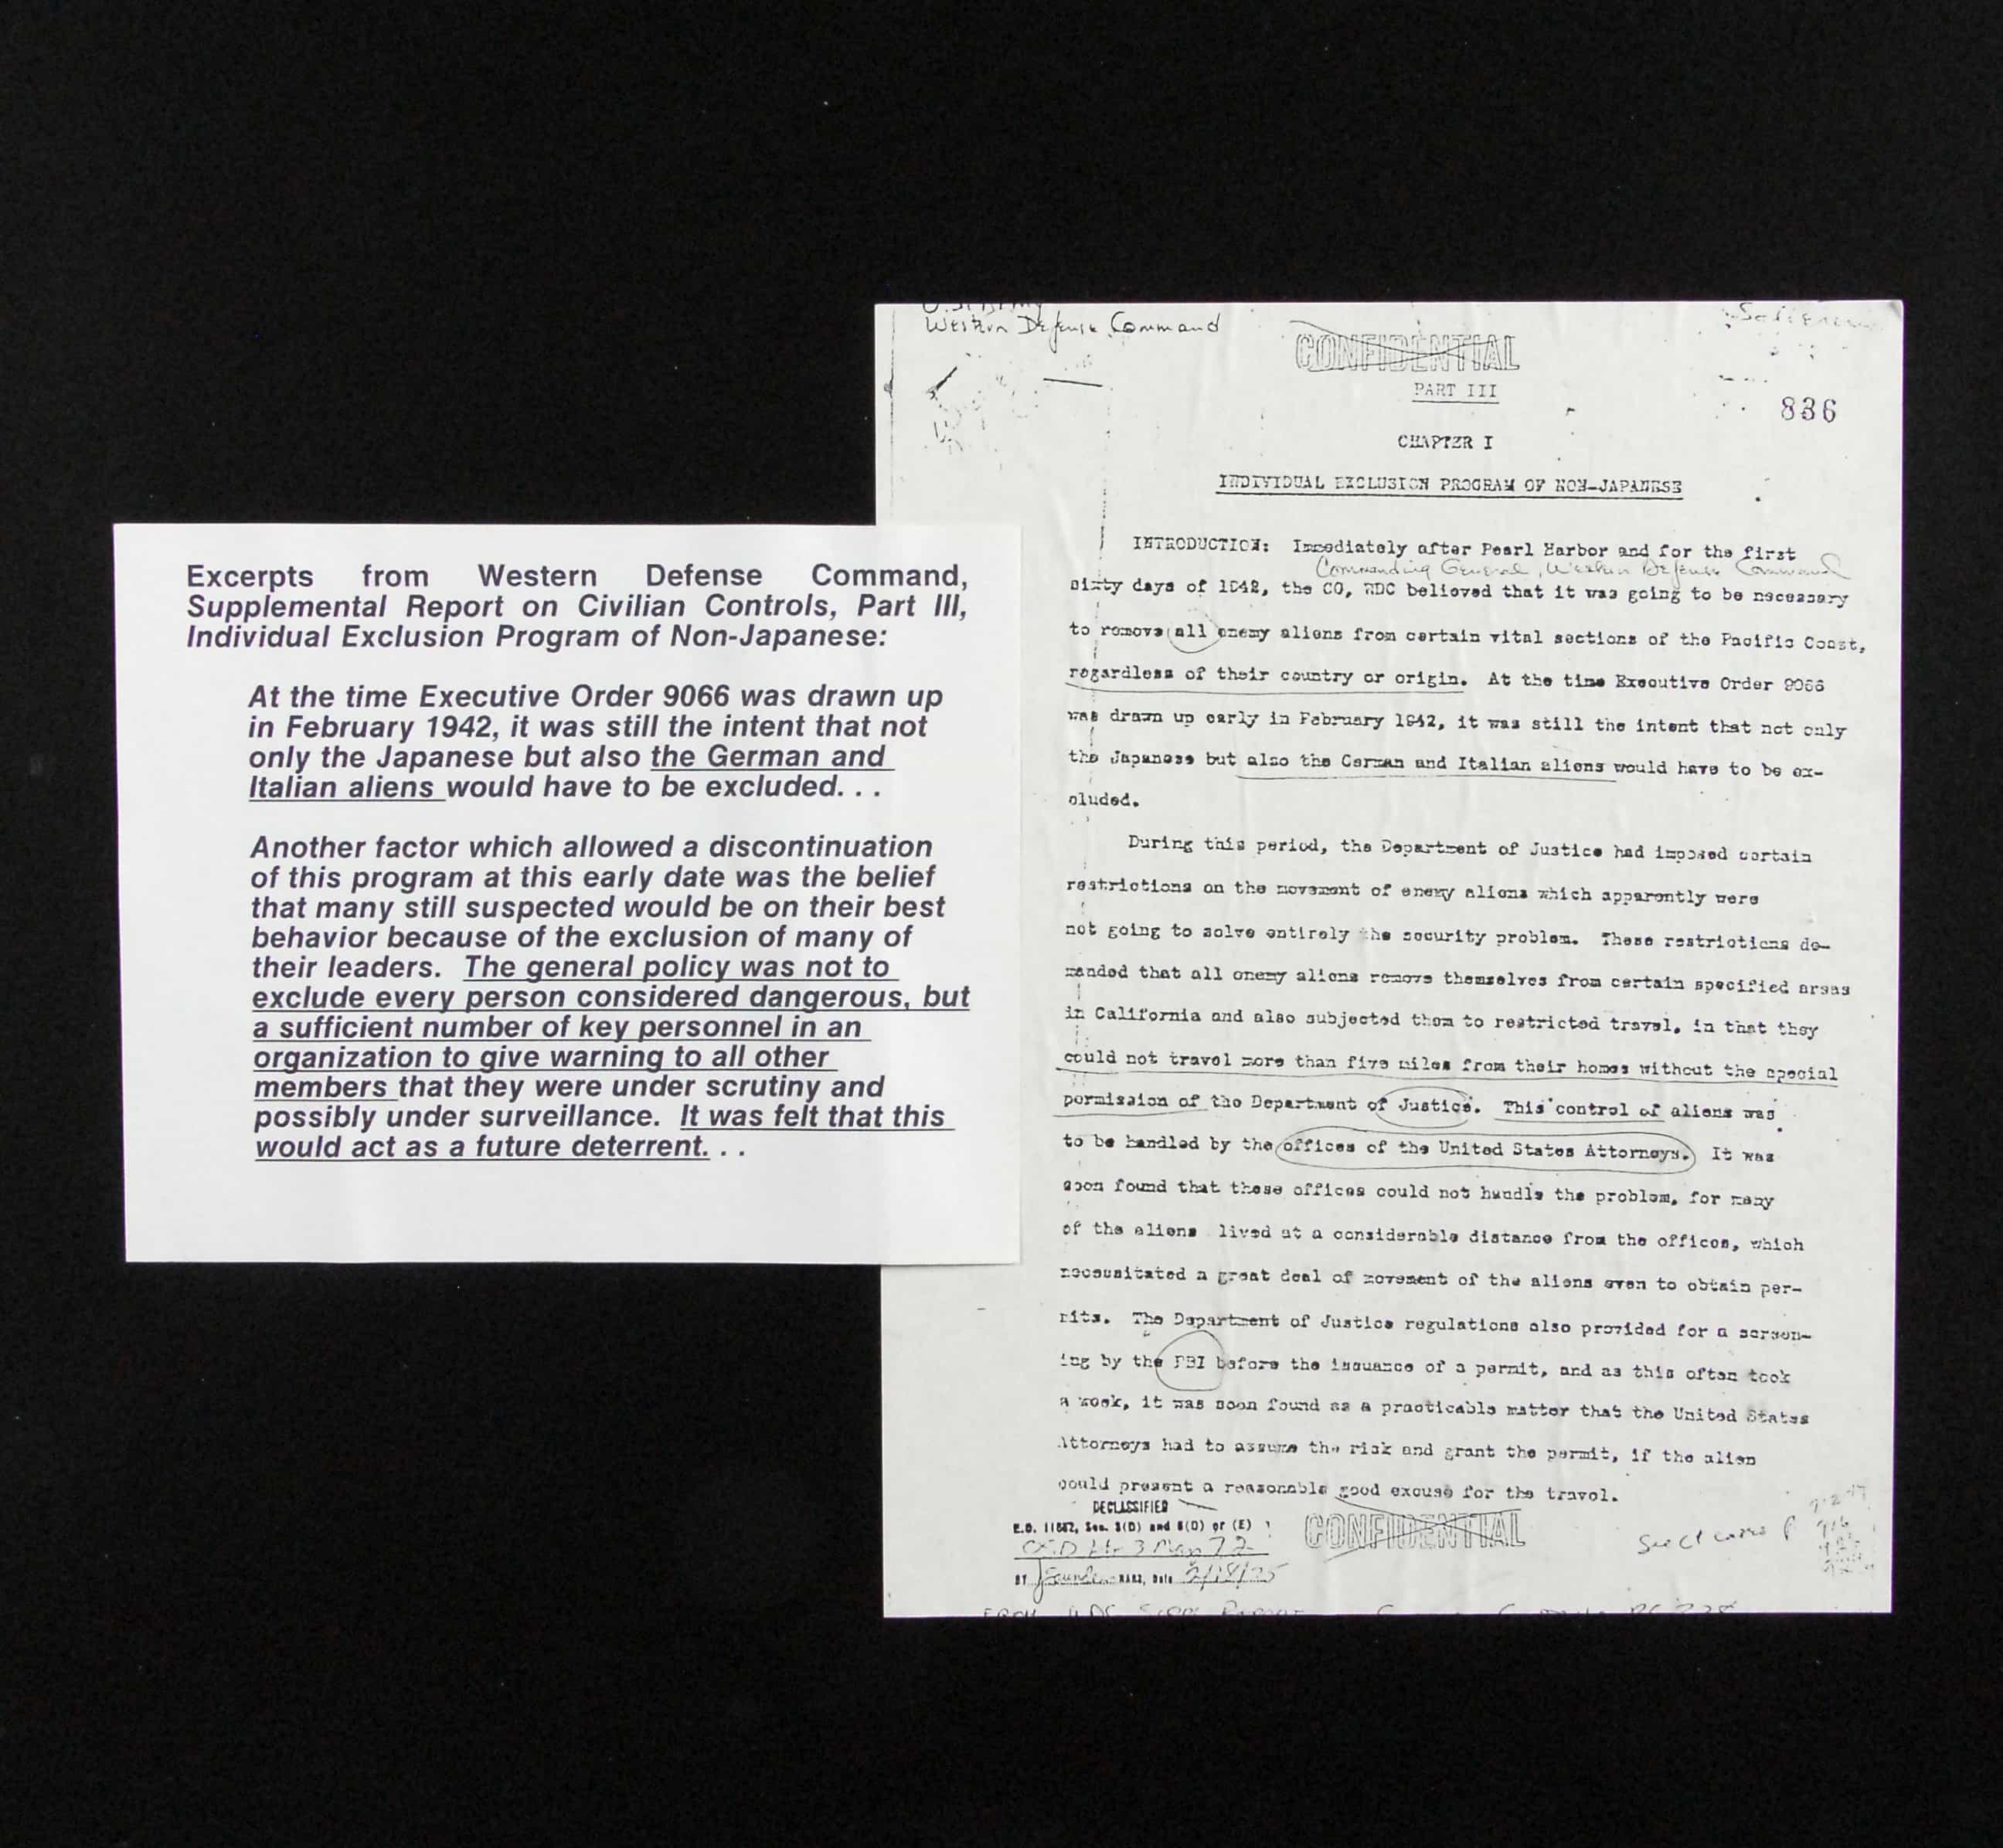 Excerpts from Western Defense Command,
Supplemental Report on Civilian Controls, Part III,
Individual Exclusion Program of Non-Japanese:
At the time Executive Order 9066 was drawn up
in February 1942, it was still the intent that not
only the Japanese but also the German and
Italian aliens would have to be excluded. . .
Another factor which allowed a discontinuation
of this program at this early date was the belief
that many still suspected would be on their best
behavior because of the exclusion of many of
their leaders. The general policy was not to
exclude every person considered dangerous, but
a sufficient number of key personnel in an
organization to give warning to all other
members that they were under scrutiny and
possibly under surveillance. It was felt that this
would act as a future deterrent. . .
Western Defense Command
CONFIDENTIAL
PART III
836
CHAPTER I
INDIVIDUAL EXCLUSION PROGRAM OF NON-JAPANESE
INTRODUCTION: Immediately after Pearl Harbor and for the first
Commanding General, Western Defense Command
sixty days of 1942, the CO, WDC believed that it was going to be necessary
to remove all enemy aliens from certain vital sections of the Pacific Coast,
regardless of their country or origin. At the time Executive Order 9066
was drawn up early in February 1942, it was still the intent that not only
the Japanese but also the German and Italian aliens would have to be ex-
cluded.
During this period, the Department of Justice had imposed certain
restrictions on the movement of enemy aliens which apparently were
not going to solve entirely the security problem. These restrictions de-
manded that all enemy aliens remove themselves from certain specified areas
in California and also subjected them to restricted travel, in that they
could not travel more than five miles from their homes without the special
permission of the Department of Justice. This control of aliens was
to be handled by the offices of the United States Attorneys. It was
soon found that these offices could not handle the problem, for many
of the aliens lived at a considerable distance from the offices, which
necessitated a great deal of movement of the aliens even to obtain per-
mits. The Department of Justice regulations also provided for a screen-
ing by the FBI before the issuance of a permit, and as this often took
a week, it was soon found as a practicable matter that the United States
Attorneys had to assume the risk and grant the permit, if the alien
could present a reasonable good excuse for the travel.
DECLASSIFIED
E.O. 11652, Sec. 3(D) and 5(D) or (E)
CONFIDENTIAL
BY NARS, Date 2/18/75